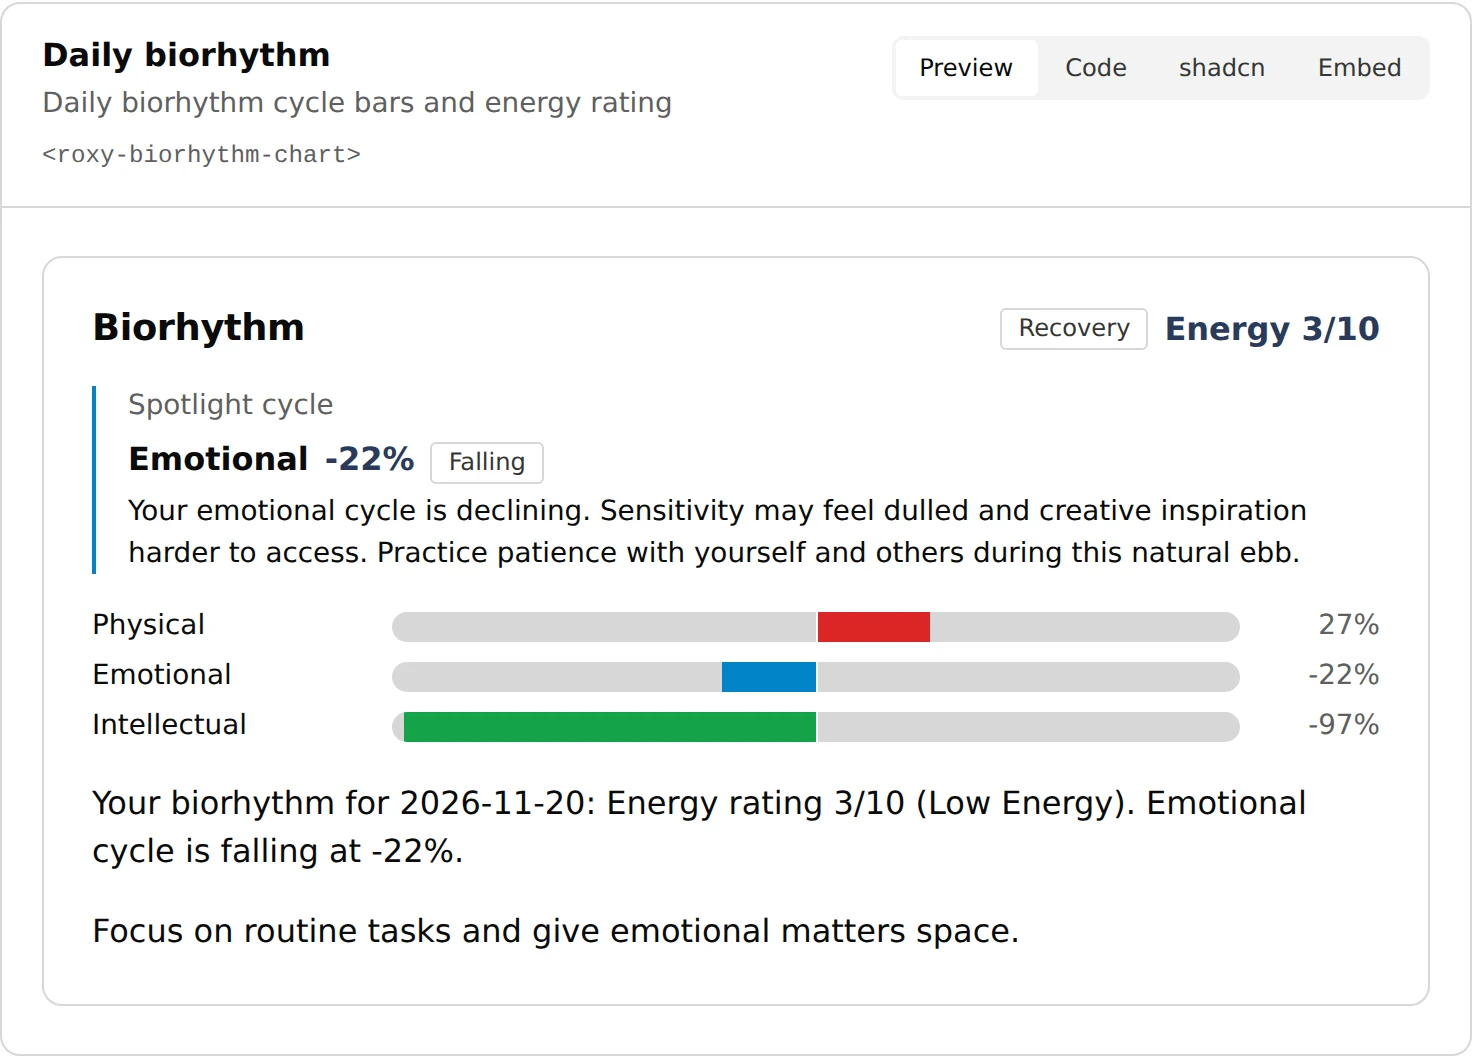 Daily biorhythm
Preview
Code
shadcn
Embed
Daily biorhythm cycle bars and energy rating
<roxy-biorhythm-chart>
Biorhythm
Recovery
Energy 3/10
Spotlight cycle
Emotional -22% Falling
Your emotional cycle is declining. Sensitivity may feel dulled and creative inspiration
harder to access. Practice patience with yourself and others during this natural ebb.
Physical 27%
Emotional -22%
Intellectual -97%
Your biorhythm for 2026-11-20: Energy rating 3/10 (Low Energy). Emotional
cycle is falling at -22%.
Focus on routine tasks and give emotional matters space.